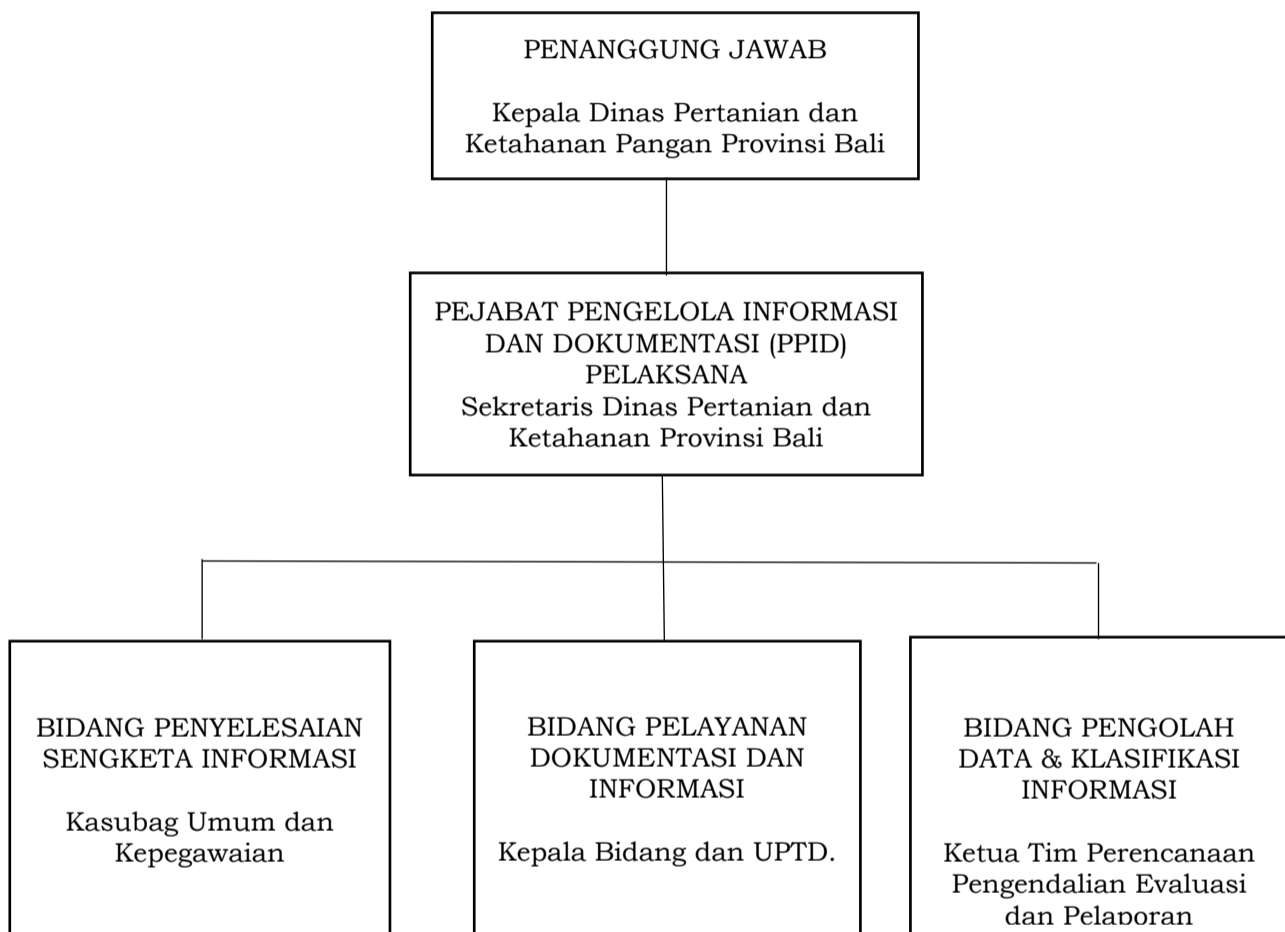 PENANGGUNG JAWAB
Kepala Dinas Pertanian dan
Ketahanan Pangan Provinsi Bali
PEJABAT PENGELOLA INFORMASI
DAN DOKUMENTASI (PPID)
PELAKSANA
Sekretaris Dinas Pertanian dan
Ketahanan Provinsi Bali
BIDANG PENYELESAIAN
SENGKETA INFORMASI
Kasubag Umum dan
Kepegawaian
BIDANG PELAYANAN
DOKUMENTASI DAN
INFORMASI
Kepala Bidang dan UPTD.
BIDANG PENGOLAH
DATA & KLASIFIKASI
INFORMASI
Ketua Tim Perencanaan
Pengendalian Evaluasi
dan Pelaporan